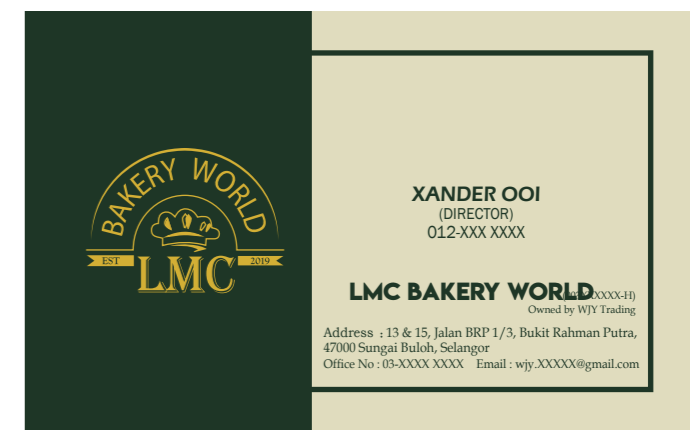 BAKERY WORLD
EST 2019
LMC
XANDER OOI
(DIRECTOR)
012-XXX XXXX
LMC BAKERY WORLD
Owned by WJY Trading
Address : 13 & 15, Jalan BRP 1/3, Bukit Rahman Putra,
47000 Sungai Buloh, Selangor
Office No : 03-XXXX XXXX Email : wjy.XXXXX@gmail.com